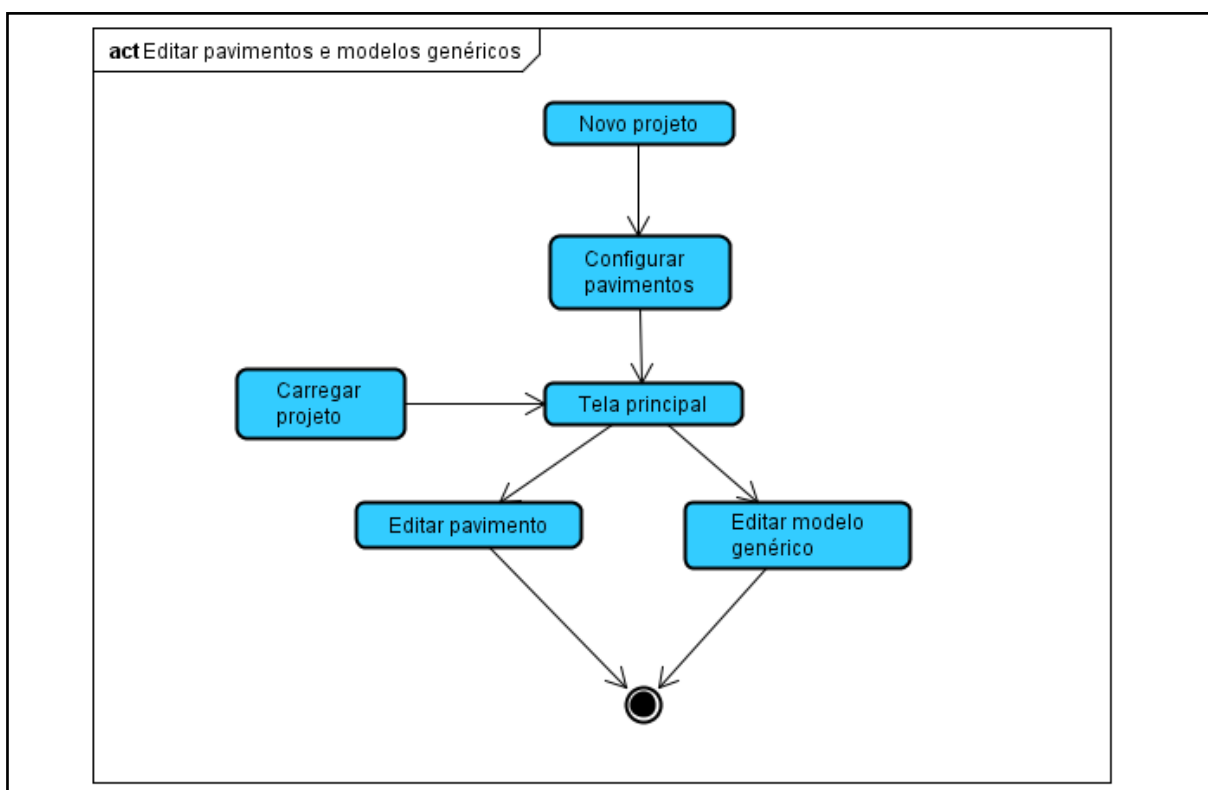 act Editar pavimentos e modelos genéricos
Novo projeto
Configurar
pavimentos
Carregar
projeto
Tela principal
Editar pavimento
Editar modelo
genérico